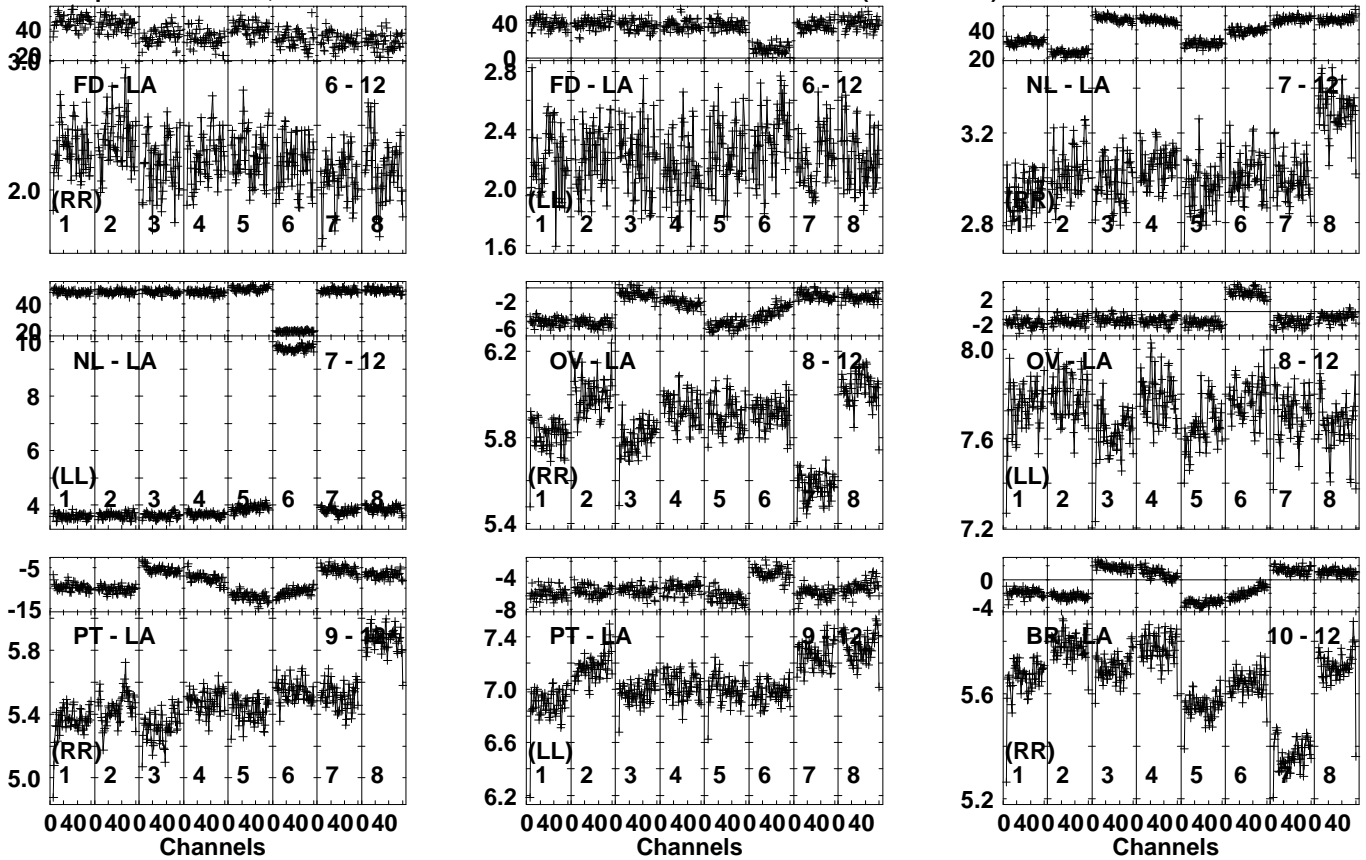 40
20
3.0
FD - LA 6 - 12
2.0
(RR)
1 2 3 4 5 6 7 8
40
0
2.8
FD - LA 6 - 12
2.4
2.0
(LL)
1 2 3 4 5 6 7 8
1.6
40
20
NL - LA 7 - 12
3.2
(RR)
2.8
1 2 3 4 5 6 7 8
40
20
10
NL - LA 7 - 12
8
6
(LL)
4
1 2 3 4 5 6 7 8
-2
-6
6.2
OV - LA 8 - 12
5.8
(RR)
1 2 3 4 5 6 7 8
5.4
2
-2
8.0
OV - LA 8 - 12
7.6
(LL)
1 2 3 4 5 6 7 8
7.2
-5
-15
PT - LA 9 - 12
5.8
5.4
(RR)
5.0
1 2 3 4 5 6 7 8
0 40 0 40 0 40 0 40 0 40 0 40 0 40 0 40
Channels
-4
-8
7.4
PT - LA 9 - 12
7.0
6.6
(LL)
1 2 3 4 5 6 7 8
6.2
0 40 0 40 0 40 0 40 0 40 0 40 0 40 0 40
Channels
0
-4
BR - LA 10 - 12
5.6
(RR)
1 2 3 4 5 6 7 8
5.2
0 40 0 40 0 40 0 40 0 40 0 40 0 40 0 40
Channels